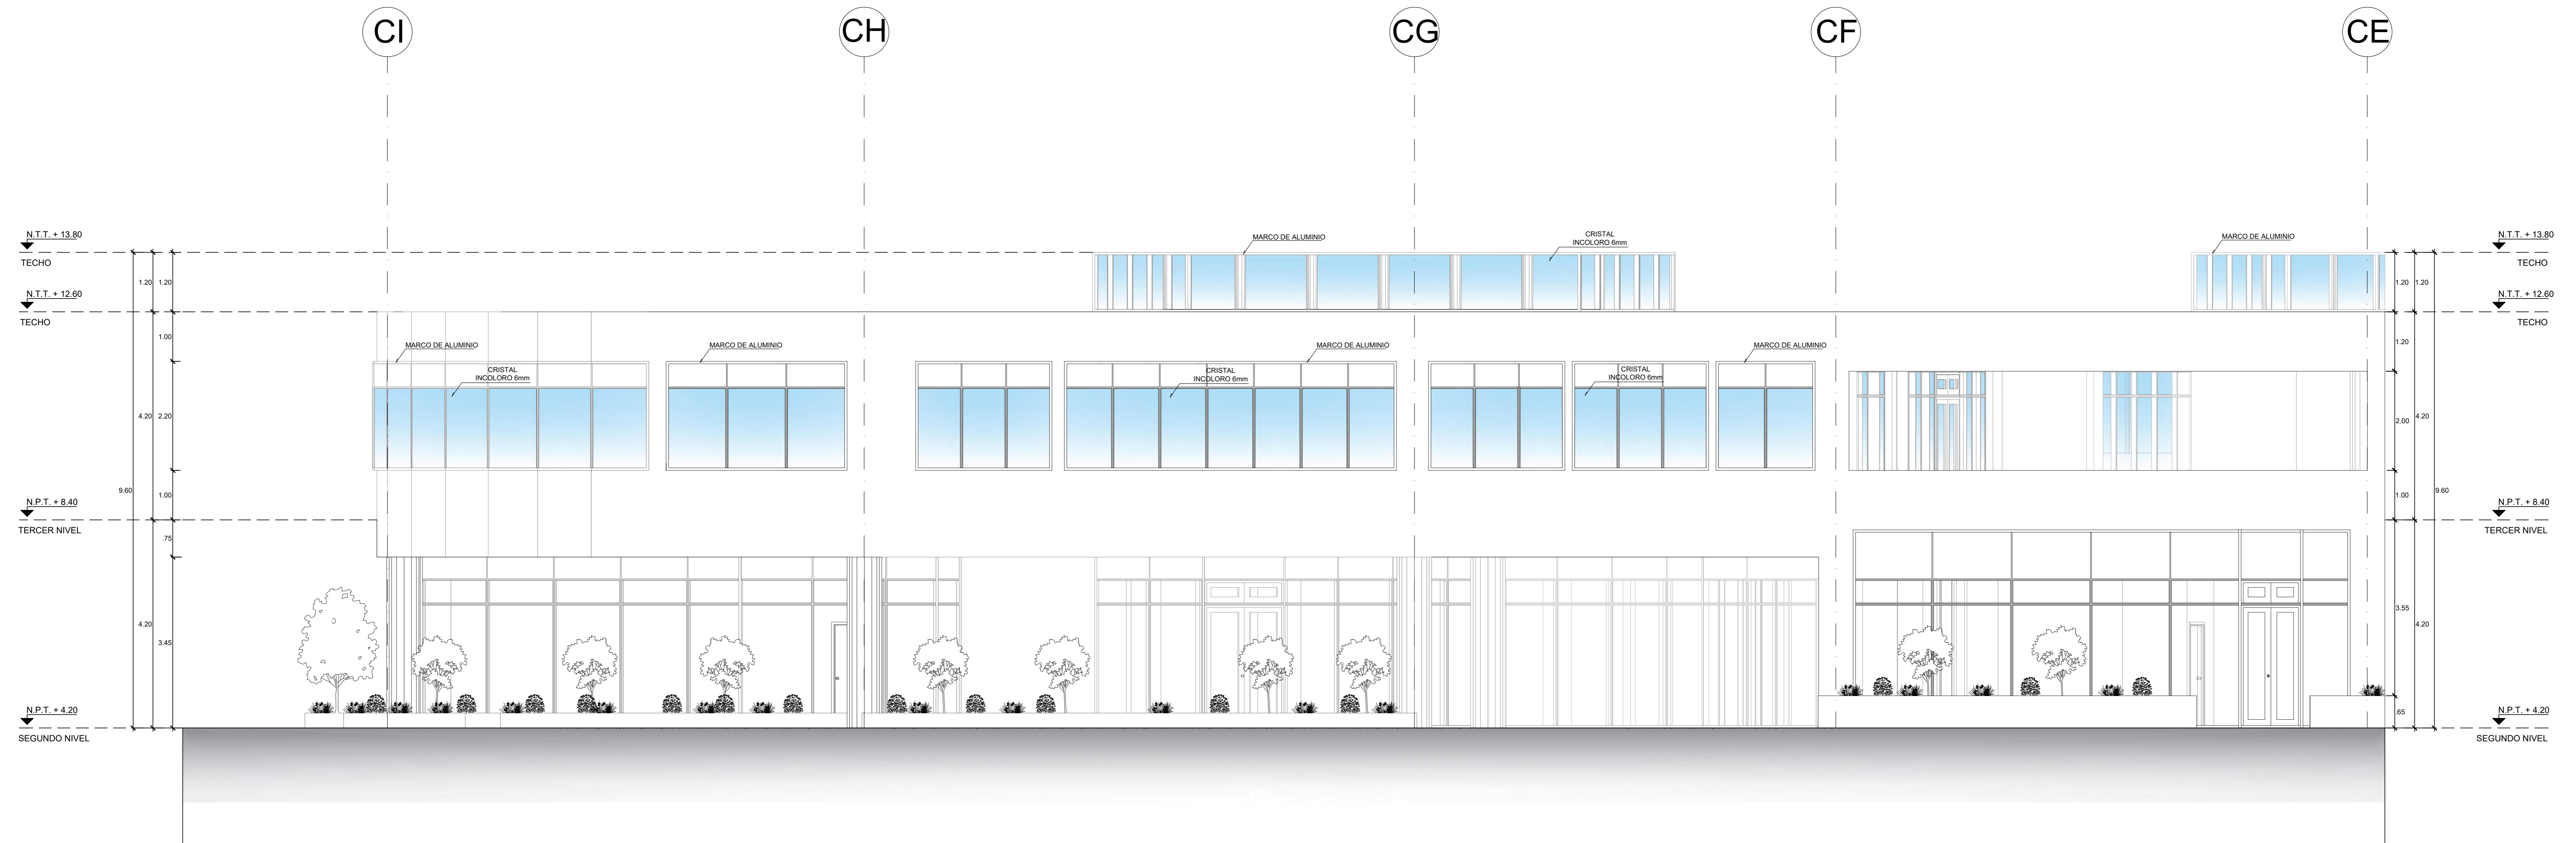 CI
CH
CG
CF
CE
N.T.T. + 13.80
TECHO
N.T.T. + 12.60
TECHO
N.P.T. + 8.40
TERCER NIVEL
N.P.T. + 4.20
SEGUNDO NIVEL
9.60
1.20
4.20
4.20
1.20
1.00
2.20
1.00
.75
3.45
MARCO DE ALUMINIO
CRISTAL
INCOLORO 6mm
MARCO DE ALUMINIO
MARCO DE ALUMINIO
CRISTAL
INCOLORO 6mm
MARCO DE ALUMINIO
MARCO DE ALUMINIO
CRISTAL
INCOLORO 6mm
MARCO DE ALUMINIO
CRISTAL
INCOLORO 6mm
MARCO DE ALUMINIO
1.20
1.20
2.00
1.00
3.55
.65
1.20
4.20
4.20
9.60
N.T.T. + 13.80
TECHO
N.T.T. + 12.60
TECHO
N.P.T. + 8.40
TERCER NIVEL
N.P.T. + 4.20
SEGUNDO NIVEL